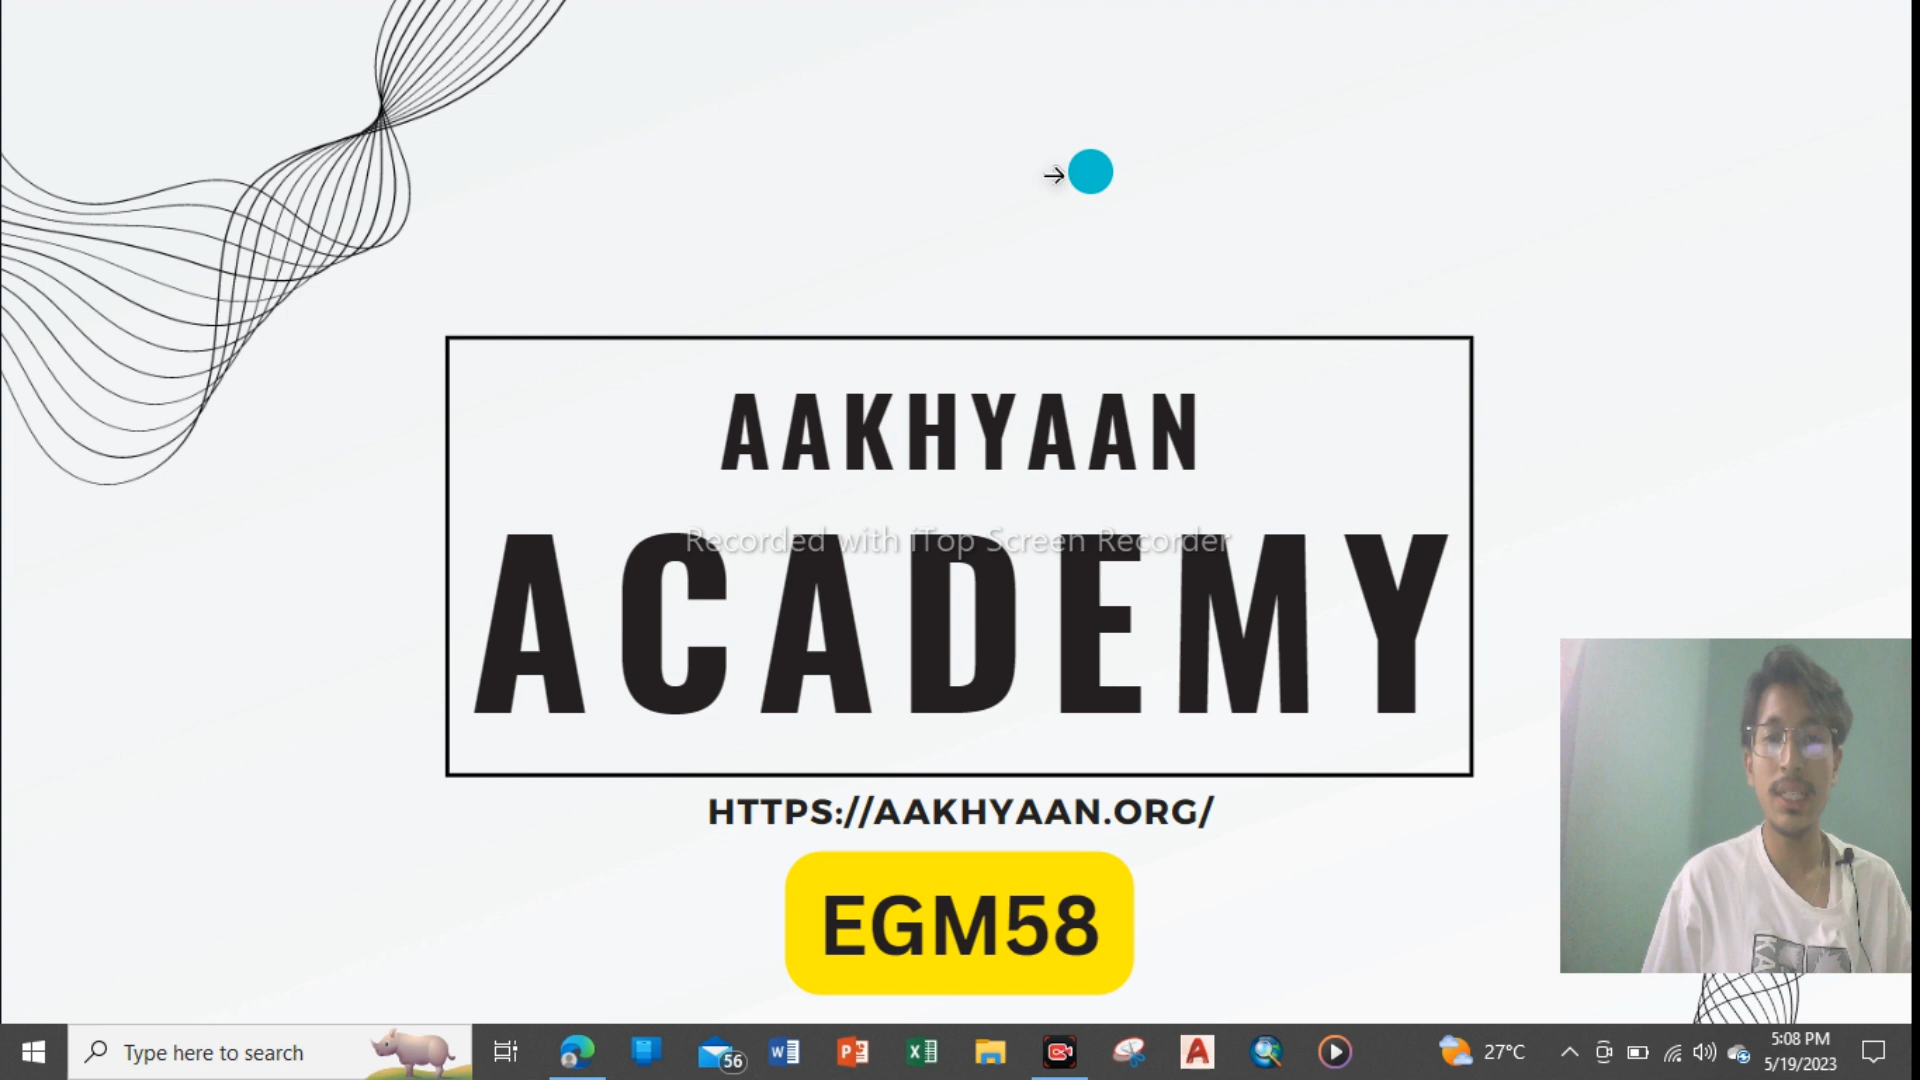 AAKHYAAN
Recorded with iTop Screen Recorder
ACADEMY
HTTPS://AAKHYAAN.ORG/
EGM58
Type here to search
56
27°C
5:08 PM
5/19/2023